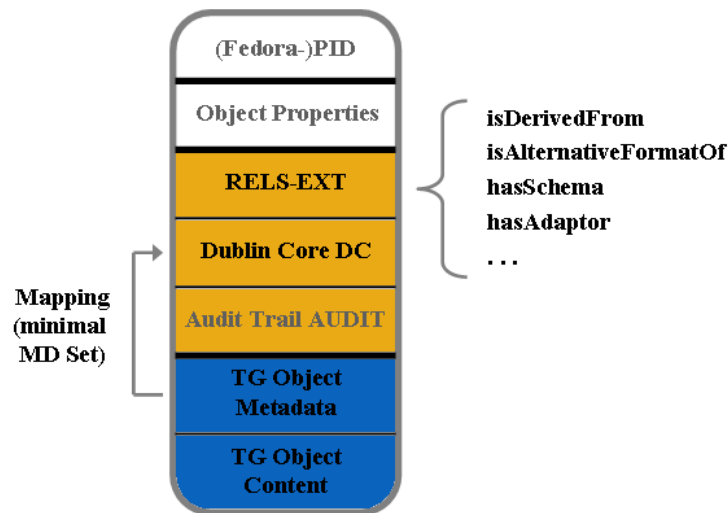 (Fedora-)PID
Object Properties
RELS-EXT
Dublin Core DC
Audit Trail AUDIT
TG Object
Metadata
TG Object
Content
isDerivedFrom
isAlternativeFormatOf
hasSchema
hasAdaptor
. . .
Mapping
(minimal
MD Set)